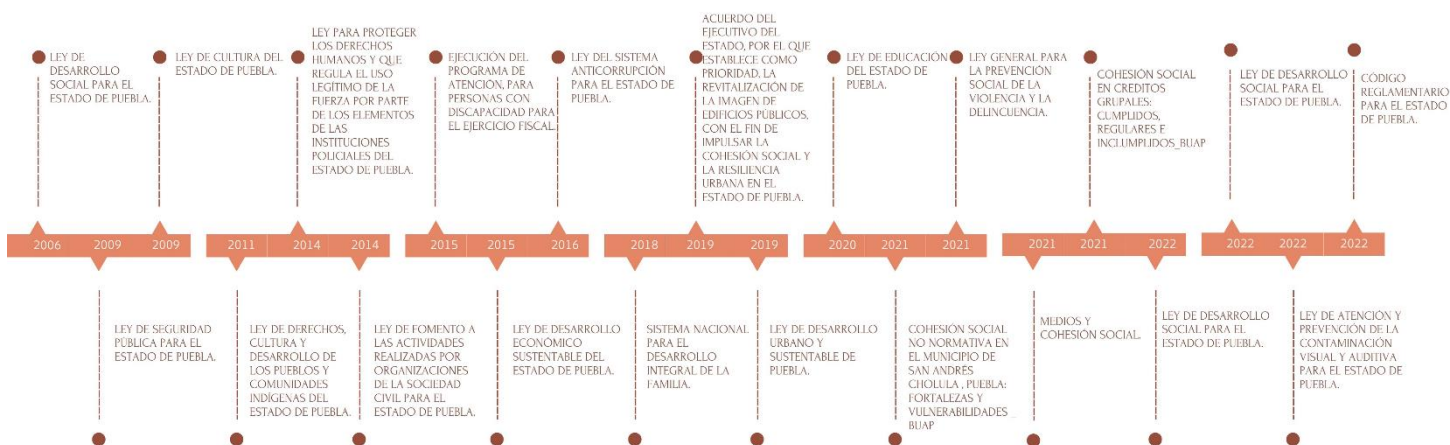 LEY DE
DESARROLLO
SOCIAL PARA EL
ESTADO DE PUEBLA.
LEY DE CULTURA DEL
ESTADO DE PUEBLA.
LEY PARA PROTEGER
LOS DERECHOS
HUMANOS Y QUE
REGULA EL USO
LEGÍTIMO DE LA
FUERZA POR PARTE
DE LOS ELEMENTOS
DE LAS
INSTITUCIONES
POLICIALES DEL
ESTADO DE PUEBLA.
EJECUCIÓN DEL
PROGRAMA DE
ATENCIÓN, PARA
PERSONAS CON
DISCAPACIDAD PARA
EL EJERCICIO FISCAL.
LEY DEL SISTEMA
ANTICORRUPCIÓN
PARA EL ESTADO DE
PUEBLA.
ACUERDO DEL
EJECUTIVO DEL
ESTADO, POR EL QUE
ESTABLECE COMO
PRIORIDAD, LA
REVITALIZACIÓN DE
LA IMAGEN DE
EDIFICIOS PÚBLICOS,
CON EL FIN DE
IMPULSAR LA
COHESIÓN SOCIAL Y
LA RESILIENCIA
URBANA EN EL
ESTADO DE PUEBLA.
LEY DE EDUCACIÓN
DEL ESTADO DE
PUEBLA.
LEY GENERAL PARA
LA PREVENCIÓN
SOCIAL DE LA
VIOLENCIA Y LA
DELINCUENCIA.
COHESIÓN SOCIAL
EN CREDITOS
GRUPALES:
CUMPLIDOS,
REGULARES E
INCLUMPLIDOS_BUAP
LEY DE DESARROLLO
SOCIAL PARA EL
ESTADO DE PUEBLA.
CÓDIGO
REGLAMENTARIO
PARA EL ESTADO
DE PUEBLA.
2006 2009 2009 2011 2014 2014 2015 2015 2016 2018 2019 2019 2020 2021 2021 2021 2021 2022 2022 2022 2022
LEY DE SEGURIDAD
PÚBLICA PARA EL
ESTADO DE PUEBLA.
LEY DE DERECHOS,
CULTURA Y
DESARROLLO DE
LOS PUEBLOS Y
COMUNIDADES
INDÍGENAS DEL
ESTADO DE PUEBLA.
LEY DE FOMENTO A
LAS ACTIVIDADES
REALIZADAS POR
ORGANIZACIONES
DE LA SOCIEDAD
CIVIL PARA EL
ESTADO DE PUEBLA.
LEY DE DESARROLLO
ECONÓMICO
SUSTENTABLE DEL
ESTADO DE PUEBLA.
SISTEMA NACIONAL
PARA EL
DESARROLLO
INTEGRAL DE LA
FAMILIA.
LEY DE DESARROLLO
URBANO Y
SUSTENTABLE DE
PUEBLA.
COHESIÓN SOCIAL
NO NORMATIVA EN
EL MUNICIPIO DE
SAN ANDRÉS
CHOLULA , PUEBLA:
FORTALEZAS Y
VULNERABILIDADES_
BUAP
MEDIOS Y
COHESIÓN SOCIAL.
LEY DE DESARROLLO
SOCIAL PARA EL
ESTADO DE PUEBLA.
LEY DE ATENCIÓN Y
PREVENCIÓN DE LA
CONTAMINACIÓN
VISUAL Y AUDITIVA
PARA EL ESTADO DE
PUEBLA.